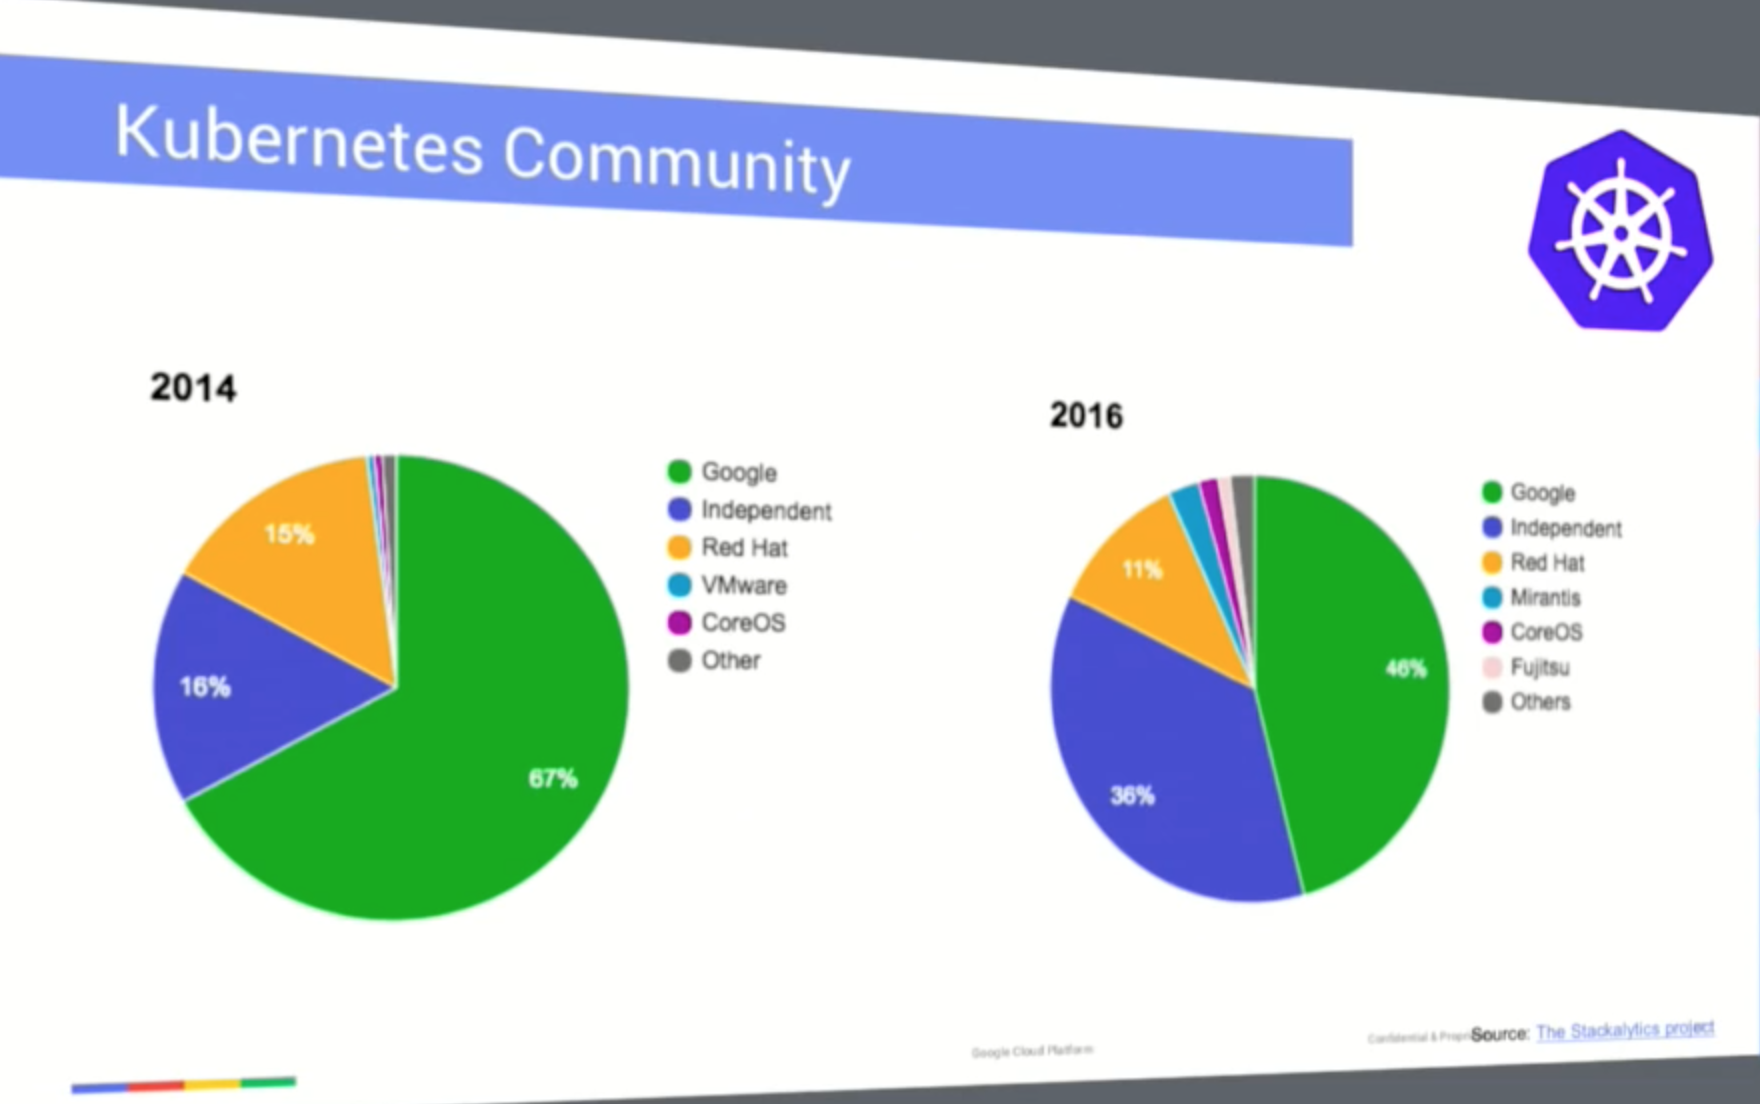 Kubernetes Community
2014
67%
16%
15%
Google
Independent
Red Hat
VMware
CoreOS
Other
2016
46%
36%
11%
Google
Independent
Red Hat
Mirantis
CoreOS
Fujitsu
Others
Google Cloud Platform
Confidential & Propri
Source: The Stackalytics project